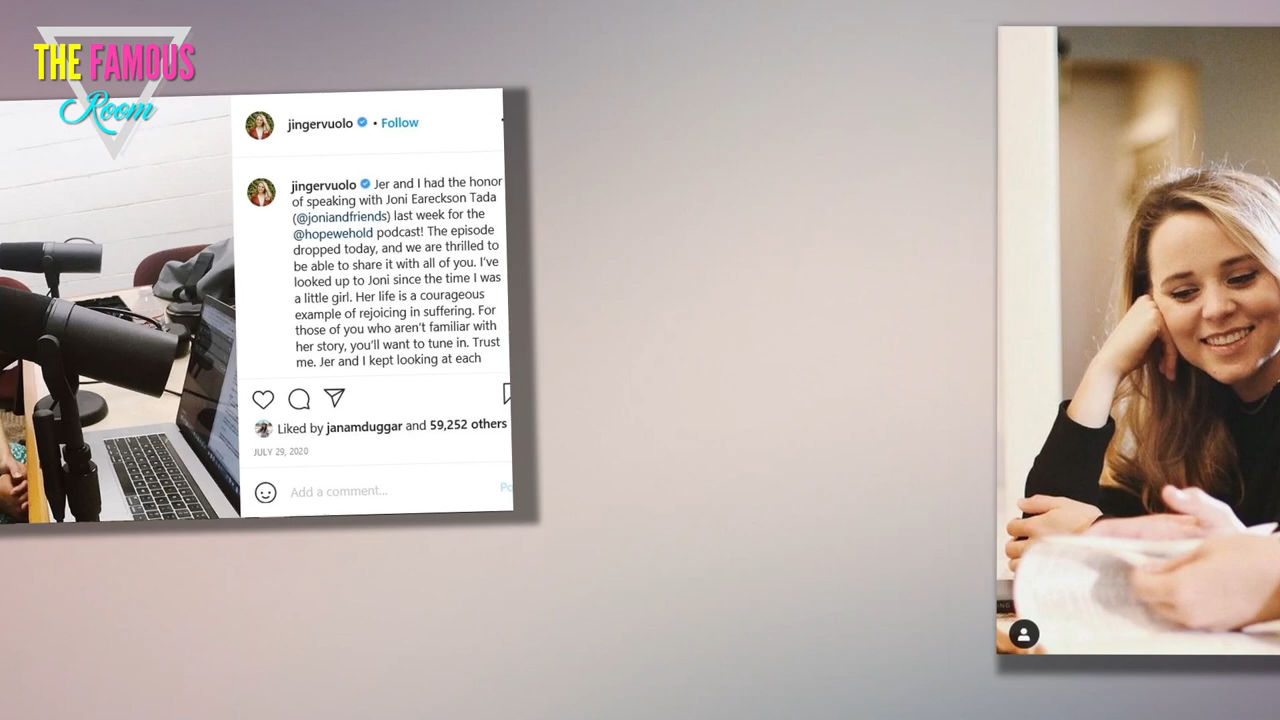 THE FAMOUS
Room
jingervuolo • Follow
jingervuolo Jer and I had the honor
of speaking with Joni Eareckson Tada
(@joniandfriends) last week for the
@hopewehold podcast! The episode
dropped today, and we are thrilled to
be able to share it with all of you. I've
looked up to Joni since the time I was
a little girl. Her life is a courageous
example of rejoicing in suffering. For
those of you who aren't familiar with
her story, you'll want to tune in. Trust
me. Jer and I kept looking at each
Liked by janamduggar and 59,252 others
JULY 29, 2020
Add a comment...
Po